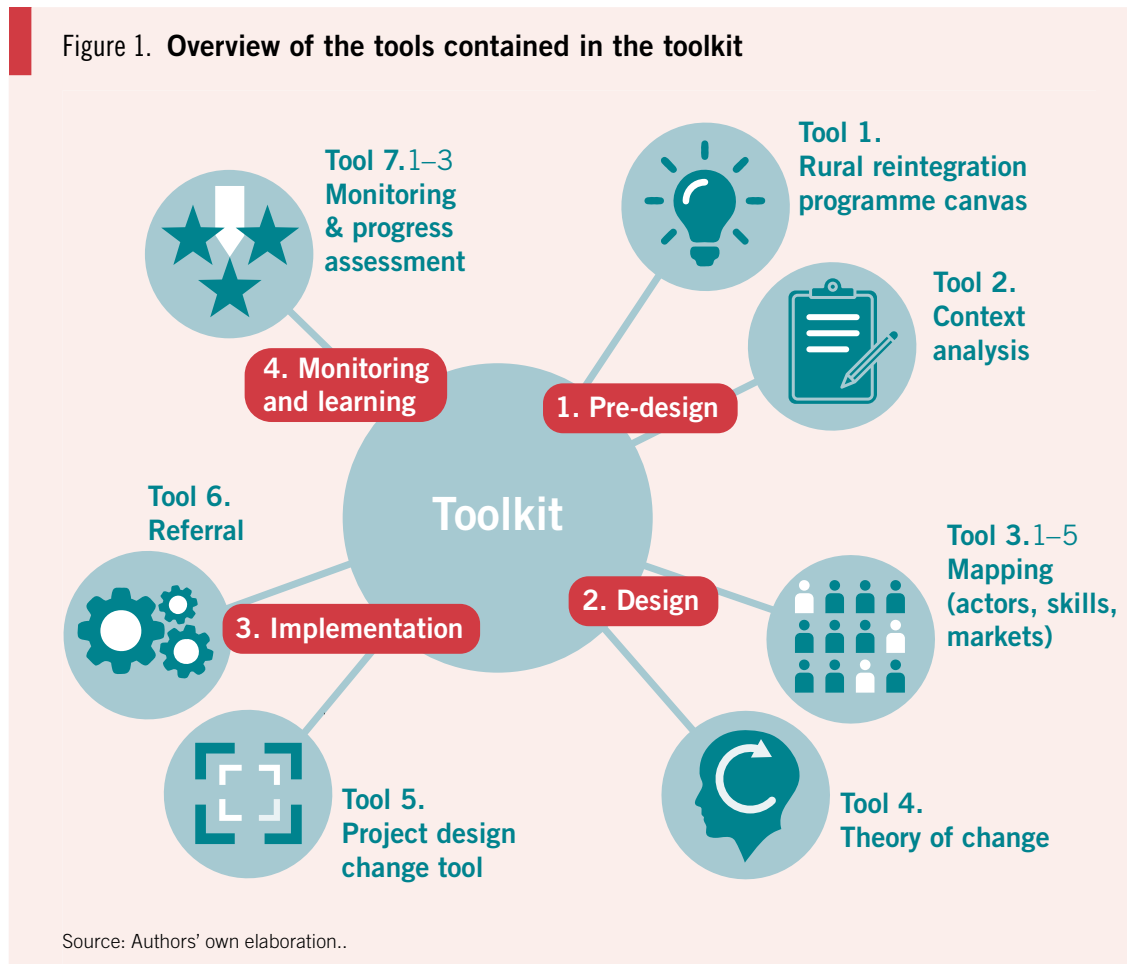 Figure 1. Overview of the tools contained in the toolkit
Tool 1.
Rural reintegration
programme canvas
Tool 2.
Context
analysis
1. Pre-design
Tool 3.1–5
Mapping
(actors, skills,
markets)
2. Design
Tool 4.
Theory of change
Toolkit
Tool 5.
Project design
change tool
3. Implementation
Tool 6.
Referral
4. Monitoring
and learning
Tool 7.1–3
Monitoring
& progress
assessment
Source: Authors' own elaboration..